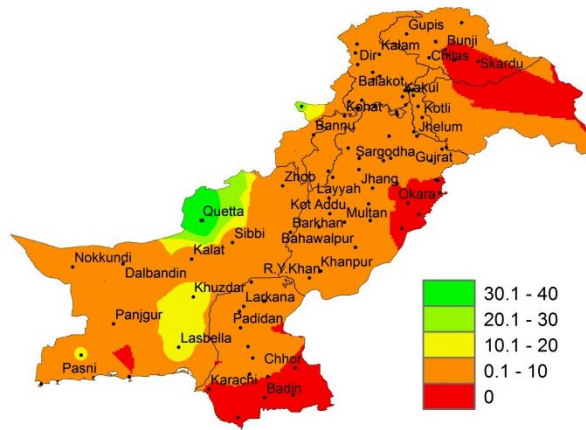 Gupis
Kalam
Bunji
Dir
Chilas
Skardu
Balakot
Kakul
Kohat
Kotli
Bannu
Jhelum
Sargodha
Gujrat
Zhob
Jhang
Layyah
Okara
Kot Addu
Quetta
Barkhan
Multan
Sibbi
Bahawalpur
Kalat
Nokkundi
Dalbandin
R.Y.Khan
Khanpur
Khuzdar
Larkana
Panjgur
Padidan
Lasbella
Pasni
Chhor
Karachi
Badin
30.1 - 40
20.1 - 30
10.1 - 20
0.1 - 10
0